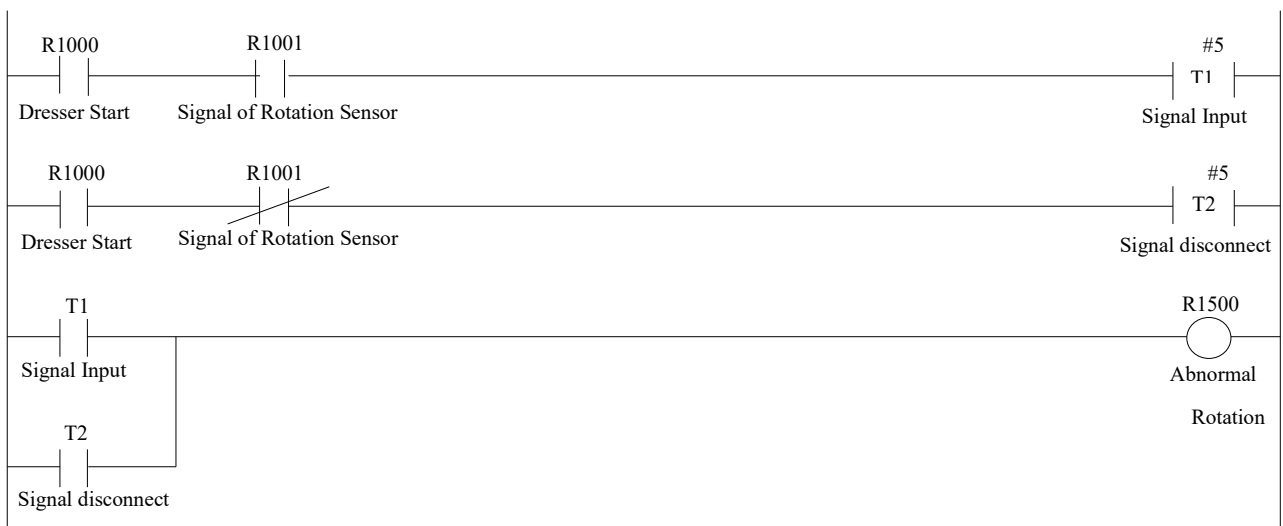 R1000 R1001 #5
T1
Dresser Start Signal of Rotation Sensor Signal Input
R1000 R1001 #5
T2
Dresser Start Signal of Rotation Sensor Signal disconnect
T1 R1500
Signal Input Abnormal
Rotation
T2
Signal disconnect